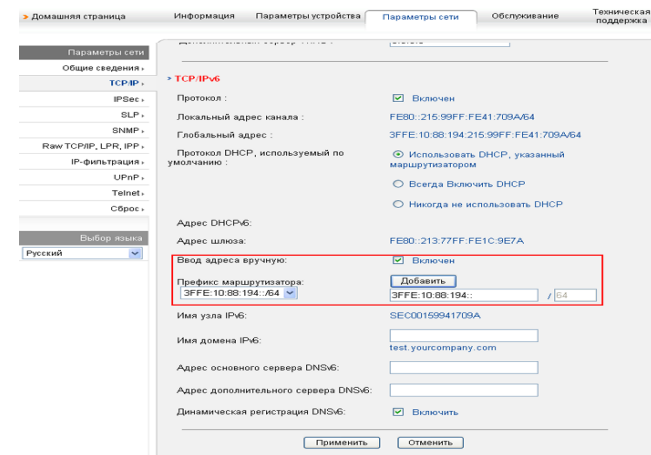 > Домашняя страница
Информация
Параметры устройства
Параметры сети
Обслуживание
Техническая
поддержка
Параметры сети
Общие сведения
TCP/IP
IPSec
SLP
SNMP
Raw TCP/IP, LPR, IPP
IP-фильтрация
UPnP
Telnet
Сброс
Выбор языка
Русский
> TCP/IPv6
Протокол :
Включен
Локальный адрес канала :
FE80::215:99FF:FE41:709A/64
Глобальный адрес :
3FFE:10:88:194:215:99FF:FE41:709A/64
Протокол DHCP, используемый по
умолчанию :
Использовать DHCP, указанный
маршрутизатором
Всегда Включить DHCP
Никогда не использовать DHCP
Адрес DHCPv6:
Адрес шлюза:
FE80::213:77FF:FE1C:9E7A
Ввод адреса вручную:
Включен
Префикс маршрутизатора:
Добавить
3FFE:10:88:194::/64
3FFE:10:88:194::
/ 64
Имя узла IPv6:
SEC00159941709A
Имя домена IPv6:
test.yourcompany.com
Адрес основного сервера DNSv6:
Адрес дополнительного сервера DNSv6:
Динамическая регистрация DNSv6:
Включить
Применить
Отменить